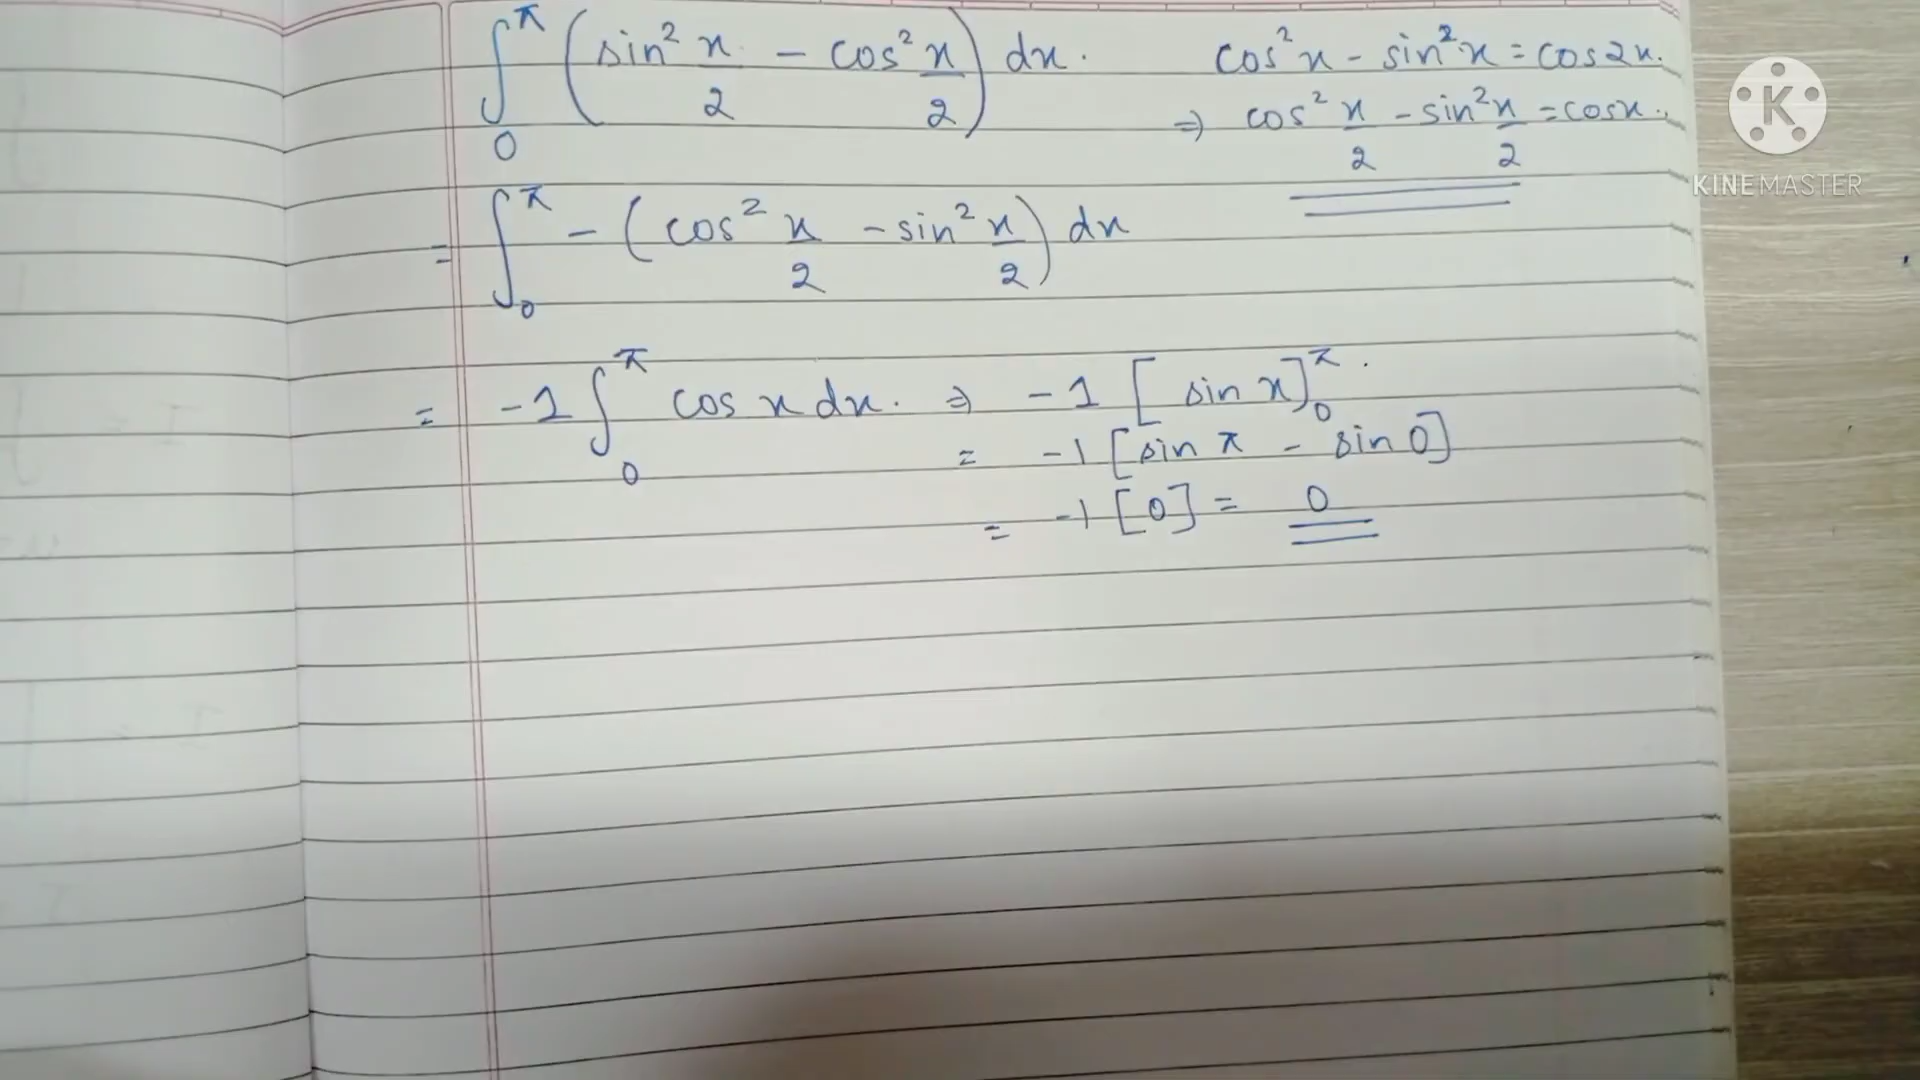 ∫₀^π (sin² x/2 - cos² x/2) dx.
cos²x - sin²x = cos2x.
⇒ cos² x/2 - sin² x/2 = cosx.
= ∫₀^π - (cos² x/2 - sin² x/2) dx
= -1 ∫₀^π cos x dx. ⇒ -1 [sin x]₀^π.
= -1 [sin π - sin 0]
= -1 [0] = 0
K
KINEMASTER